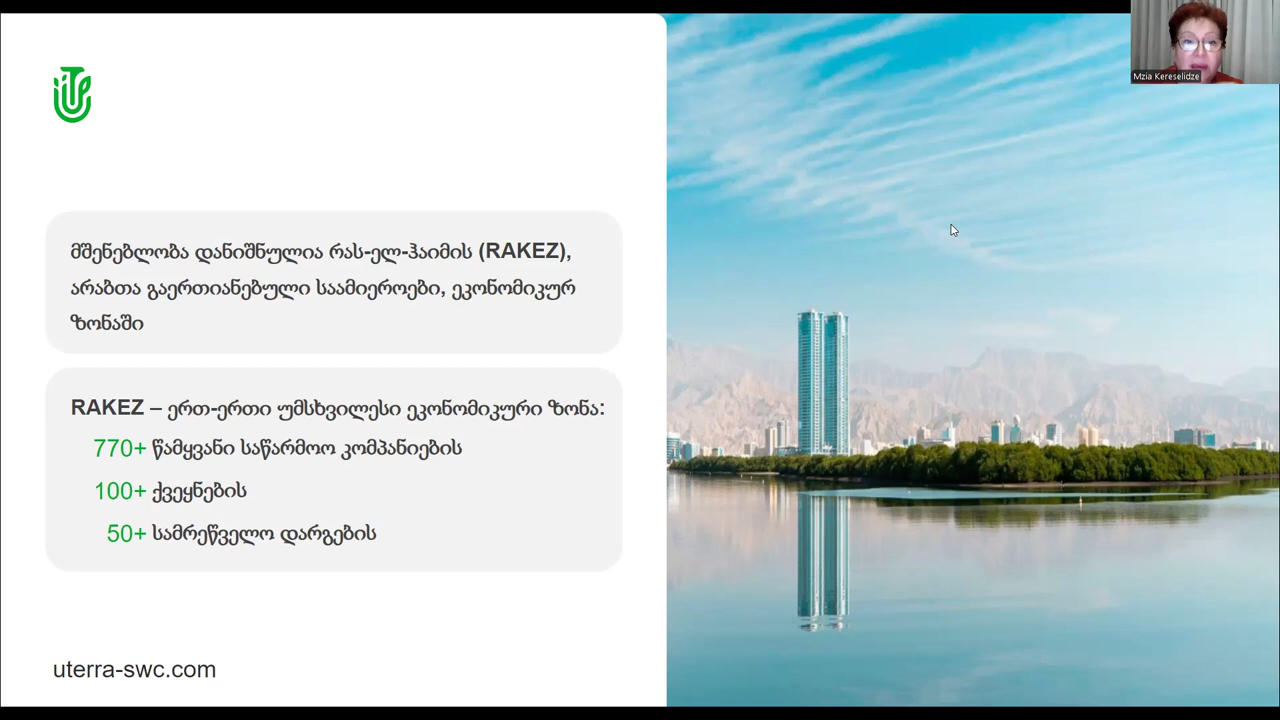 Mzia Kereselidze
მშენებლობა დანიშნულია რას-ელ-ჰაიმის (RAKEZ),
არაბთა გაერთიანებული საამიეროები, ეკონომიკურ
ზონაში
RAKEZ – ერთ-ერთი უმსხვილესი ეკონომიკური ზონა:
770+ წამყვანი საწარმოო კომპანიების
100+ ქვეყნების
50+ სამრეწველო დარგების
uterra-swc.com